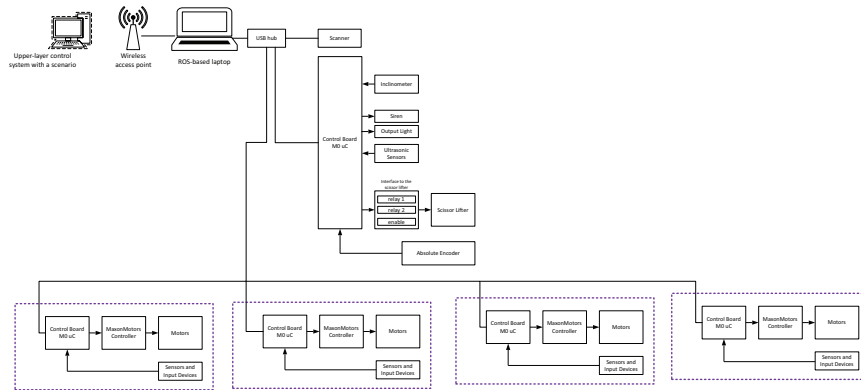 Upper-layer control
system with a scenario
Wireless
access point
ROS-based laptop
USB hub
Scanner
Control Board
M0 uC
Inclinometer
Siren
Output Light
Ultrasonic
Sensors
Interface to the
scissor lifter
relay 1
relay 2
enable
Scissor Lifter
Absolute Encoder
Control Board
M0 uC
MaxonMotors
Controller
Motors
Sensors and
Input Devices
Control Board
M0 uC
MaxonMotors
Controller
Motors
Sensors and
Input Devices
Control Board
M0 uC
MaxonMotors
Controller
Motors
Sensors and
Input Devices
Control Board
M0 uC
MaxonMotors
Controller
Motors
Sensors and
Input Devices